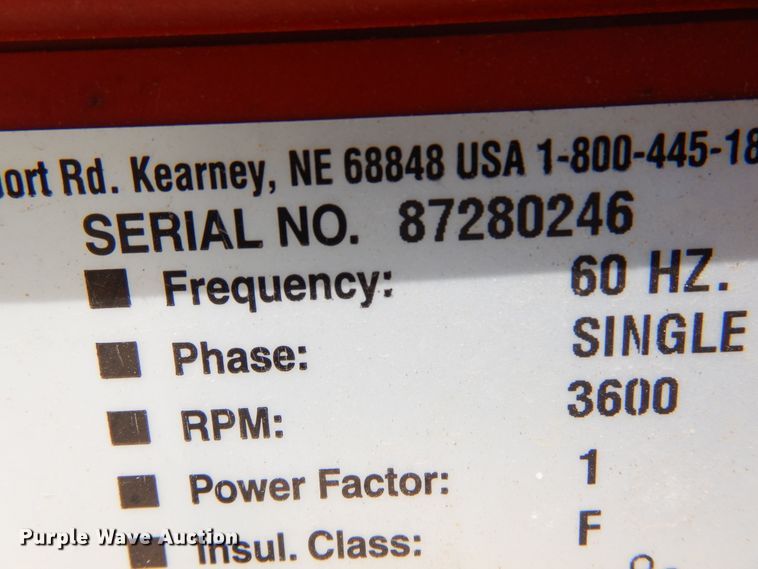 Rd. Kearney, NE 68848 USA 1-800-445-18
SERIAL NO. 87280246
Frequency: 60 HZ.
Phase: SINGLE
RPM: 3600
Power Factor: 1
Insul. Class: F
Purple Wave Auction